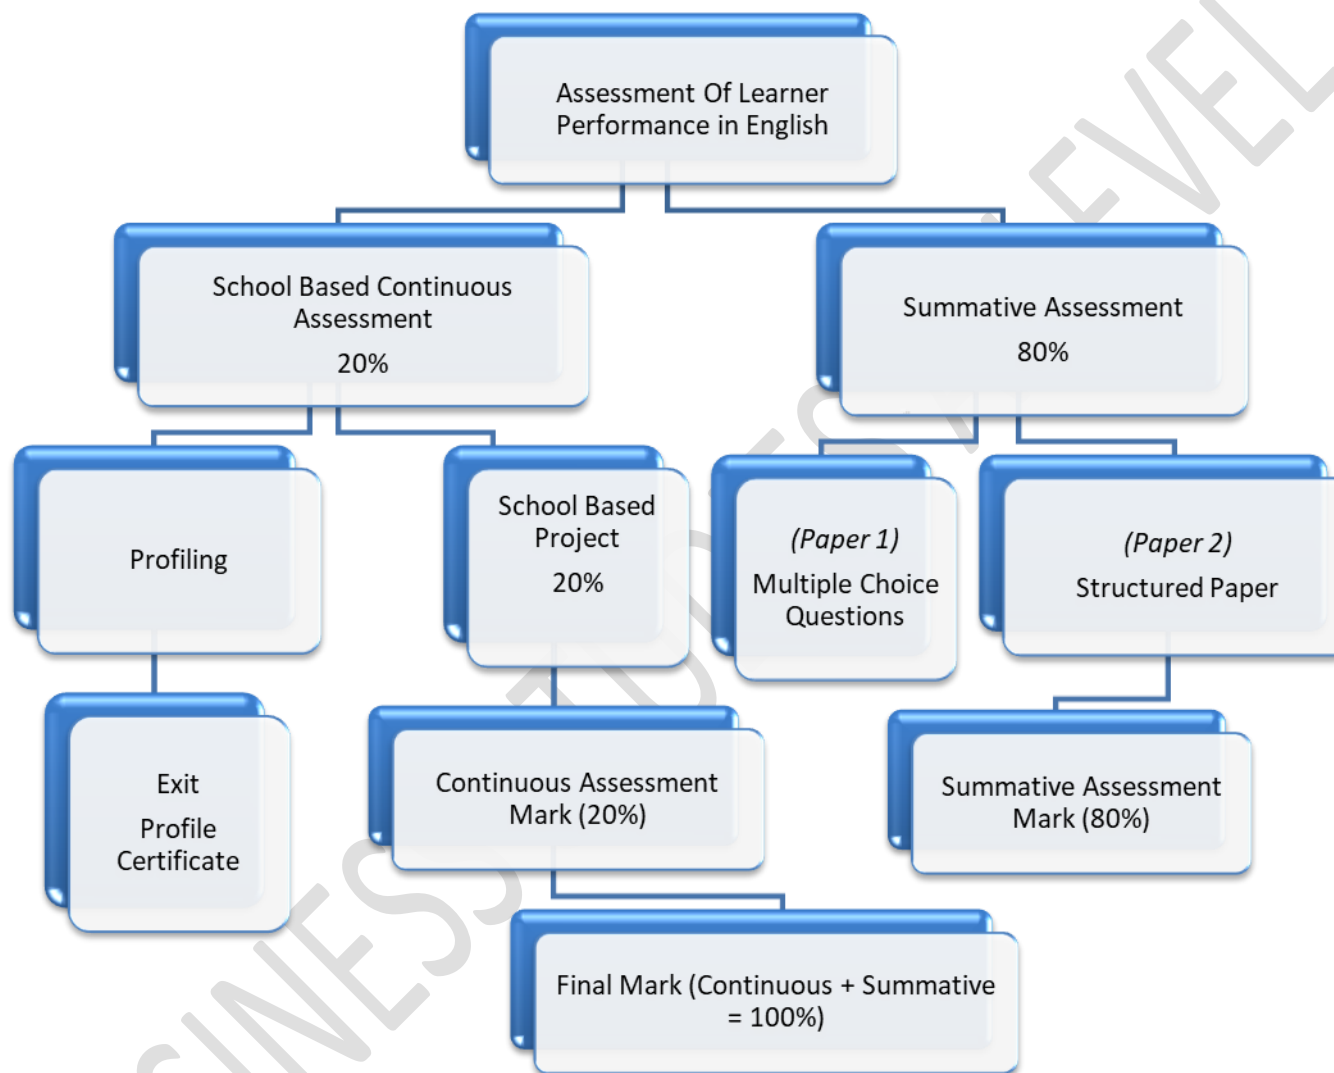 Assessment Of Learner
Performance in English
School Based Continuous
Assessment
20%
Summative Assessment
80%
Profiling
School Based
Project
20%
(Paper 1)
Multiple Choice
Questions
(Paper 2)
Structured Paper
Exit
Profile
Certificate
Continuous Assessment
Mark (20%)
Summative Assessment
Mark (80%)
Final Mark (Continuous + Summative
= 100%)